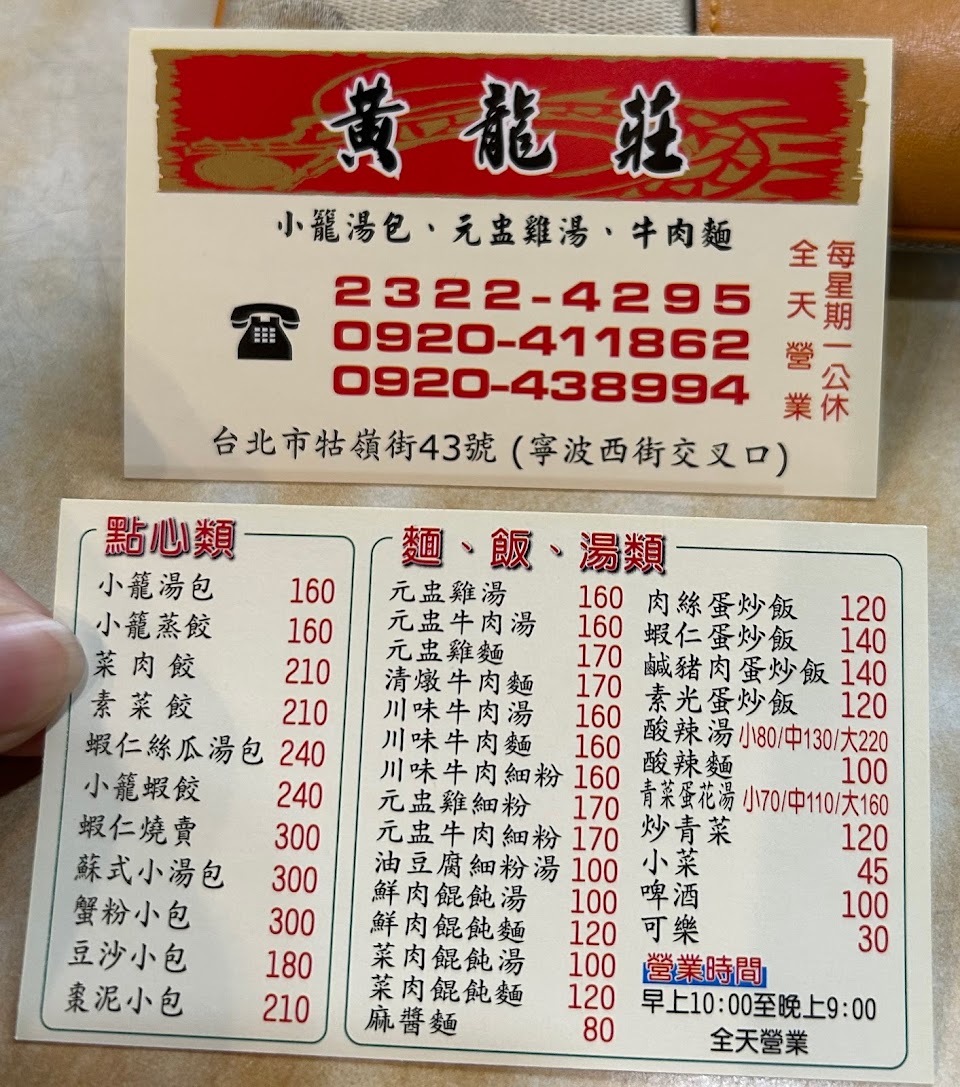 黃龍莊
小籠湯包、元盅雞湯、牛肉麵
2322-4295
0920-411862
0920-438994
每星期一公休
全天營業
台北市牯嶺街43號 (寧波西街交叉口)
點心類
小籠湯包 160
小籠蒸餃 160
菜肉餃 210
素菜餃 210
蝦仁絲瓜湯包 240
小籠蝦餃 240
蝦仁燒賣 300
蘇式小湯包 300
蟹粉小包 300
豆沙小包 180
棗泥小包 210
麵、飯、湯類
元盅雞湯 160
元盅牛肉湯 160
元盅雞麵 170
清燉牛肉麵 170
川味牛肉湯 160
川味牛肉麵 160
川味牛肉細粉 160
元盅雞細粉 170
元盅牛肉細粉 170
油豆腐細粉湯 100
鮮肉餛飩湯 100
鮮肉餛飩麵 120
菜肉餛飩湯 100
菜肉餛飩麵 120
麻醬麵 80
肉絲蛋炒飯 120
蝦仁蛋炒飯 140
鹹豬肉蛋炒飯 140
素光蛋炒飯 120
酸辣湯 小80/中130/大220
酸辣麵 100
青菜蛋花湯 小70/中110/大160
炒青菜 120
小菜 45
啤酒 100
可樂 30
營業時間
早上10:00至晚上9:00
全天營業